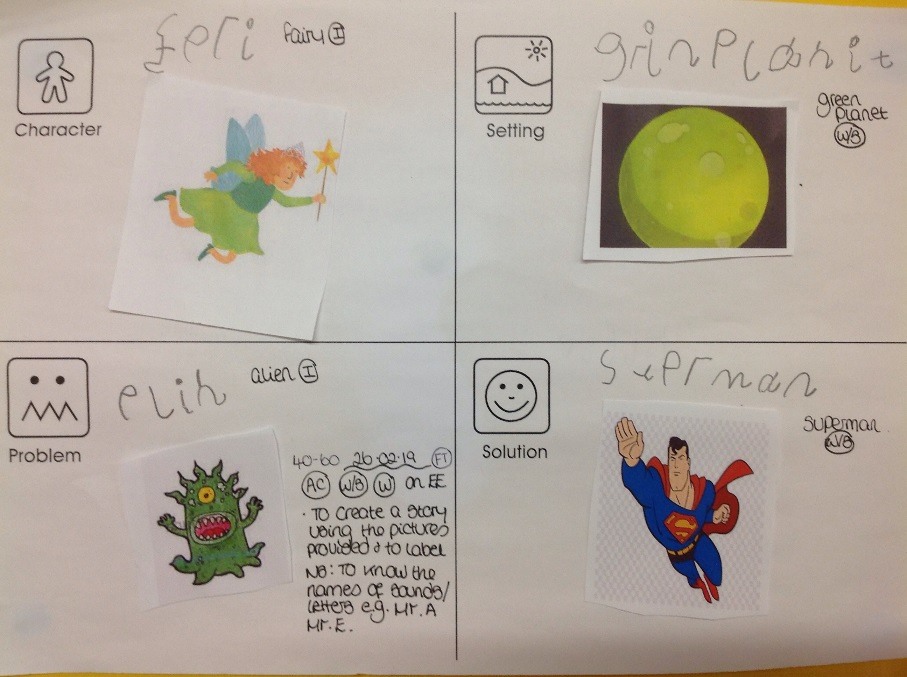 feri fairy I
Character
grinplanit
green
planet
W/B
Setting
elih
alien I
Problem
40-60 26.02.19 FT
AC W/B W on EE
· To create a story
using the pictures
provided & to label
NS: To know the
names of sounds/
letters e.g. Mr. A
Mr. E.
superman
superman
W/B
Solution